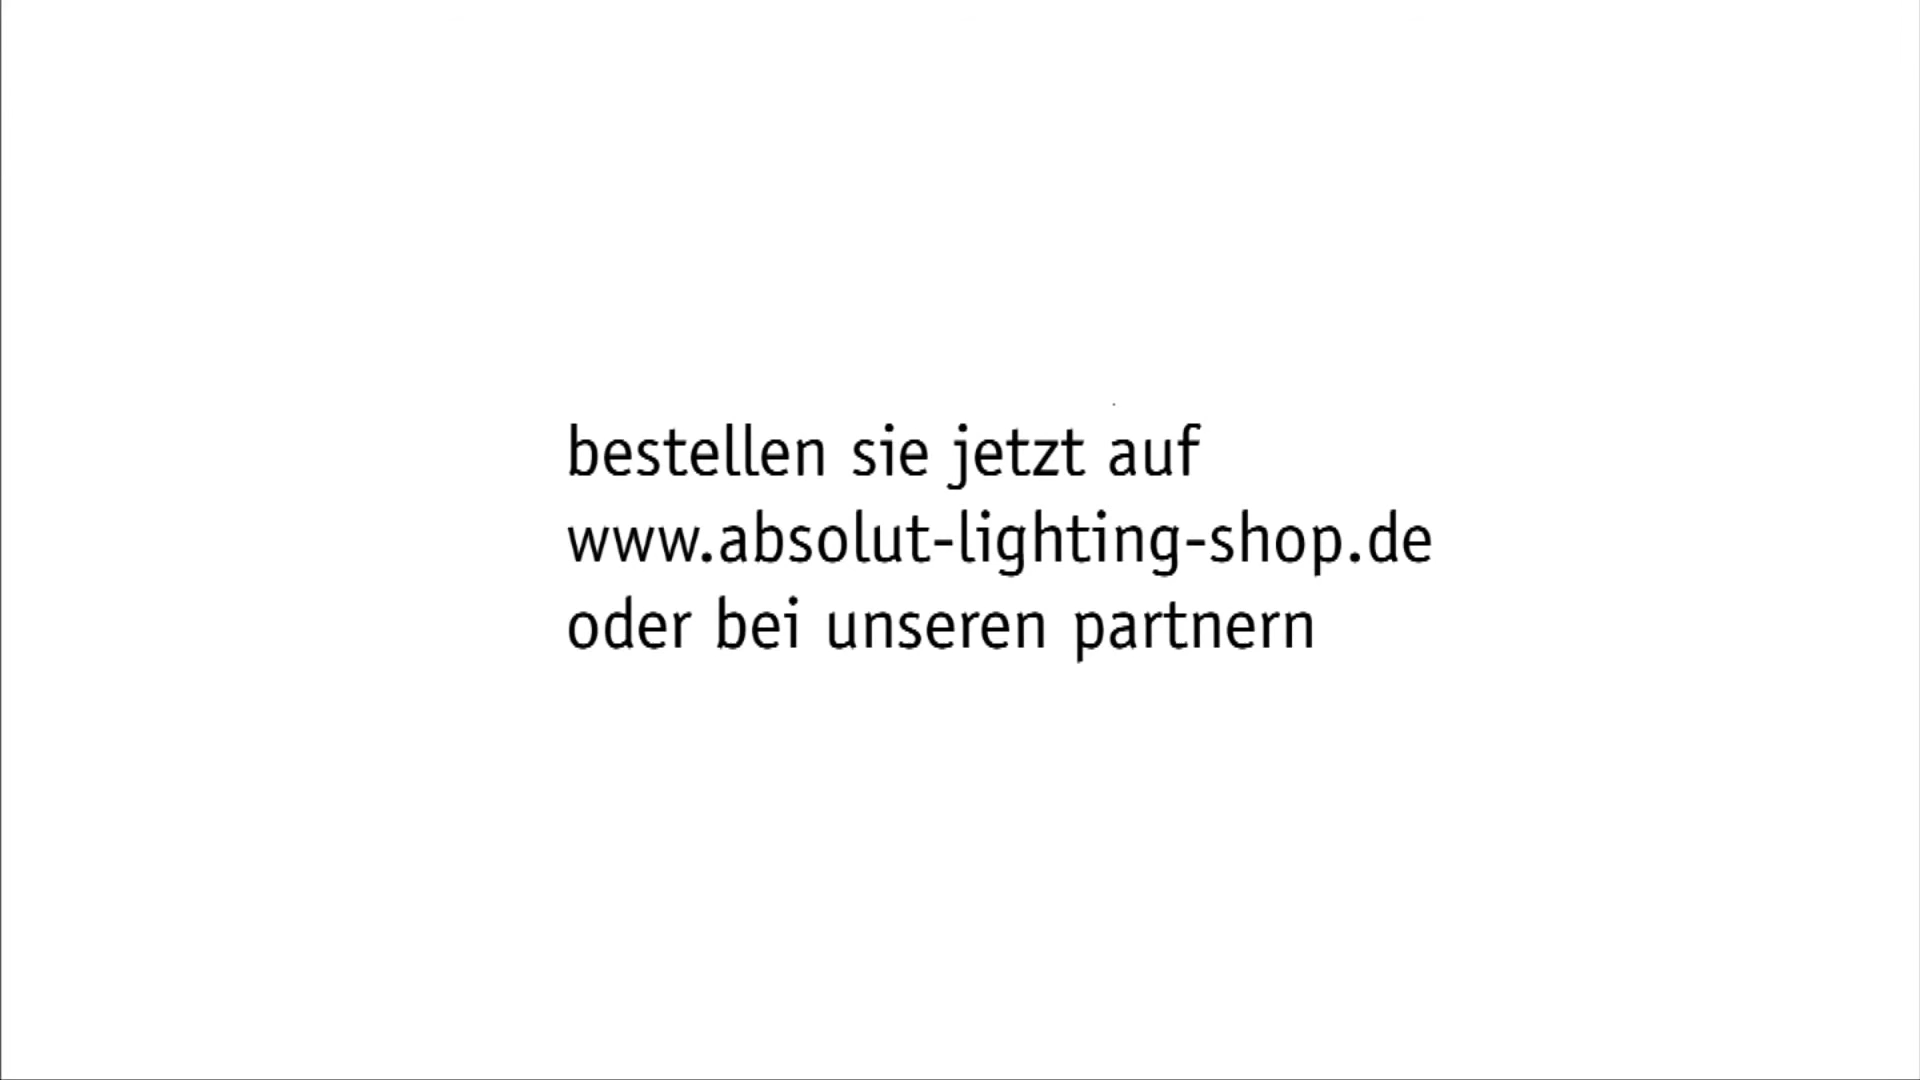 bestellen sie jetzt auf
www.absolut-lighting-shop.de
oder bei unseren partnern